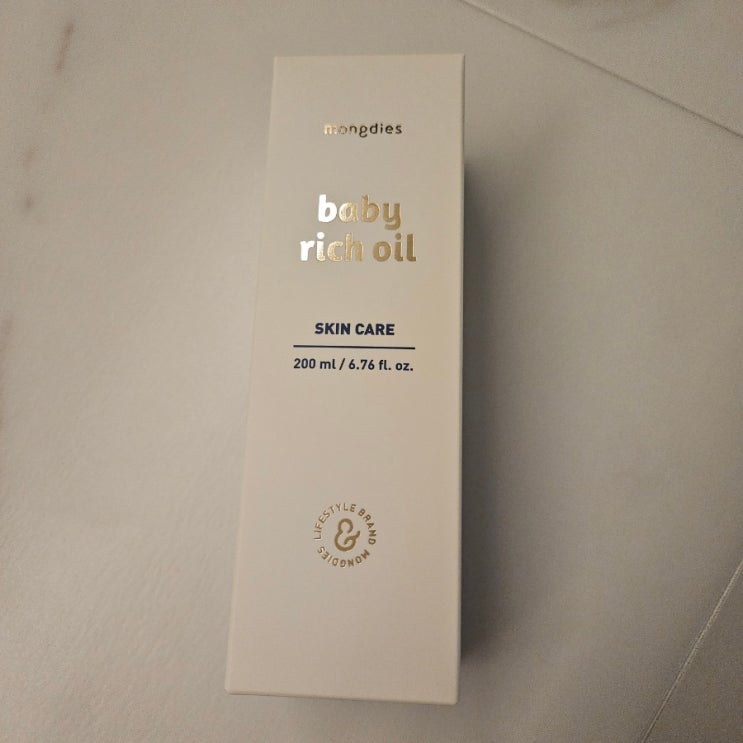 mongdies
baby
rich oil
SKIN CARE
200 ml / 6.76 fl. oz.
LIFESTYLE BRAND MONGDIES
&